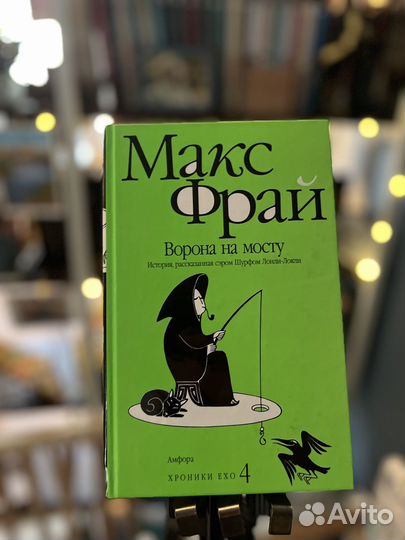 Макс
Фрай
Ворона на мосту
История, рассказанная сэром Шурфом Лонли-Локли
Амфора
ХРОНИКИ ЕХО 4
Avito